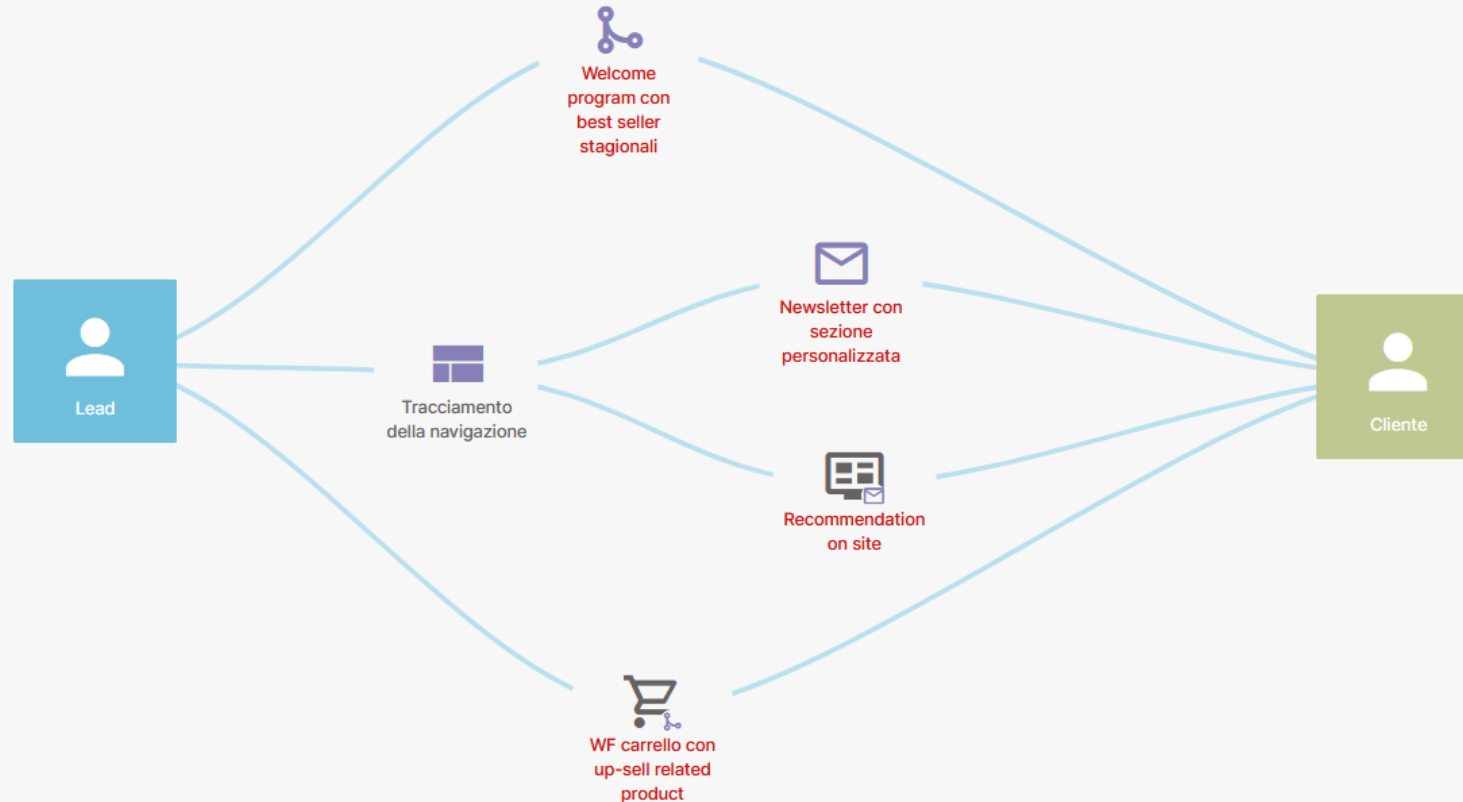 Welcome
program con
best seller
stagionali
Newsletter con
sezione
personalizzata
Lead
Tracciamento
della navigazione
Cliente
Recommendation
on site
WF carrello con
up-sell related
product